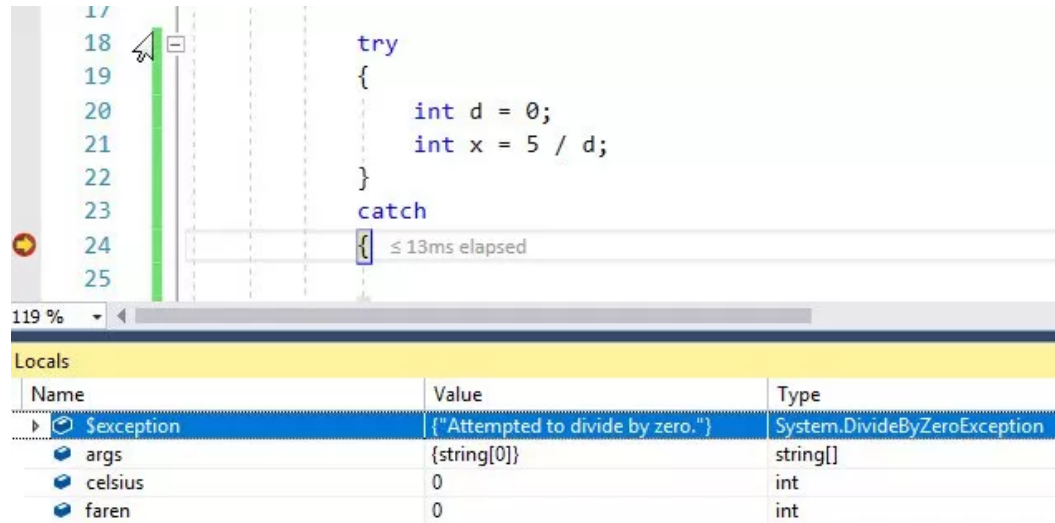 17
18 try
19 {
20 int d = 0;
21 int x = 5 / d;
22 }
23 catch
24 { ≤ 13ms elapsed
25
119 %
Locals
Name Value Type
$exception {"Attempted to divide by zero."} System.DivideByZeroException
args {string[0]} string[]
celsius 0 int
faren 0 int